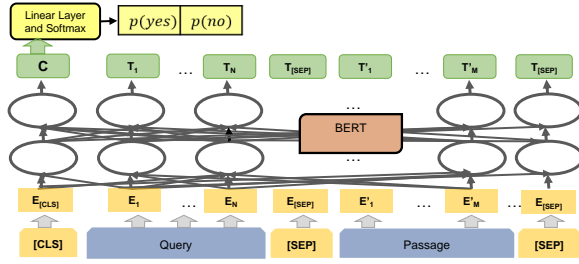 Linear Layer
and Softmax
p(yes) p(no)
C T1 ... TN T[SEP] T'1 ... T'M T[SEP]
...
BERT
...
E[CLS] E1 ... EN E[SEP] E'1 ... E'M ... E[SEP]
[CLS] Query [SEP] Passage [SEP]